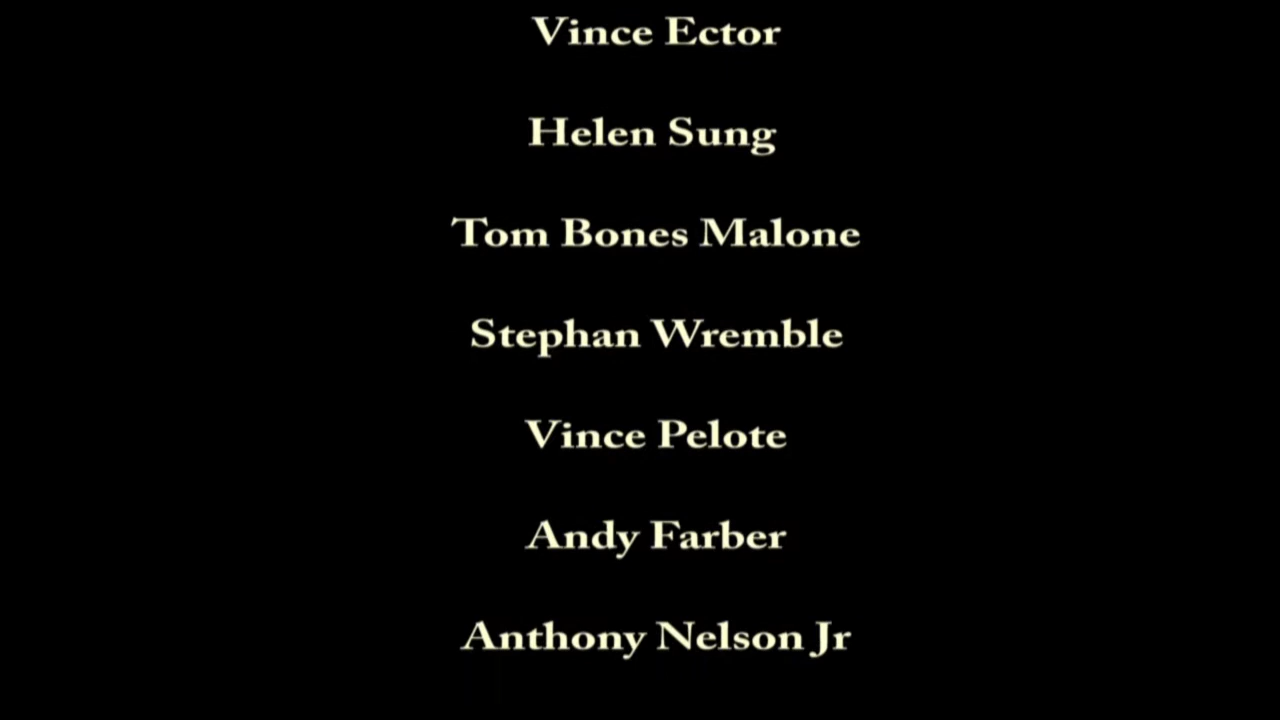 Vince Ector
Helen Sung
Tom Bones Malone
Stephan Wremble
Vince Pelote
Andy Farber
Anthony Nelson Jr